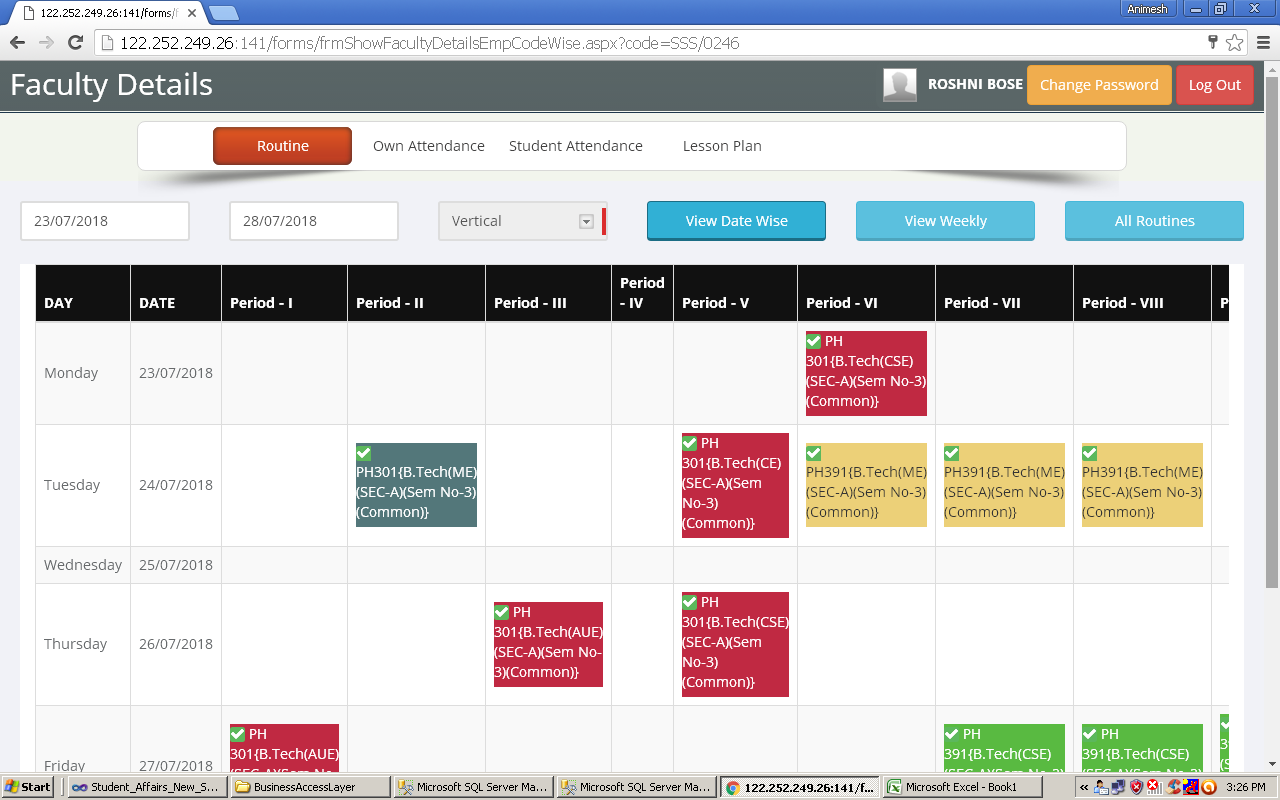 122.252.249.26:141/forms/f
Animesh
122.252.249.26:141/forms/frmShowFacultyDetailsEmpCodeWise.aspx?code=SSS/0246
Faculty Details
ROSHNI BOSE
Change Password
Log Out
Routine
Own Attendance
Student Attendance
Lesson Plan
23/07/2018
28/07/2018
Vertical
View Date Wise
View Weekly
All Routines
DAY
DATE
Period - I
Period - II
Period - III
Period
- IV
Period - V
Period - VI
Period - VII
Period - VIII
Monday
23/07/2018
PH
301{B.Tech(CSE)
(SEC-A)(Sem No-3)
(Common)}
Tuesday
24/07/2018
PH301{B.Tech(ME)
(SEC-A)(Sem No-3)
(Common)}
PH
301{B.Tech(CE)
(SEC-A)(Sem
No-3)
(Common)}
PH391{B.Tech(ME)
(SEC-A)(Sem No-3)
(Common)}
PH391{B.Tech(ME)
(SEC-A)(Sem No-3)
(Common)}
PH391{B.Tech(ME)
(SEC-A)(Sem No-3)
(Common)}
Wednesday
25/07/2018
Thursday
26/07/2018
PH
301{B.Tech(AUE)
(SEC-A)(Sem No-
3)(Common)}
PH
301{B.Tech(CSE)
(SEC-A)(Sem
No-3)
(Common)}
Friday
27/07/2018
PH
301{B.Tech(AUE)
(SEC-A)(Sem No-
PH
391{B.Tech(CSE)
PH
391{B.Tech(CSE)
Start
Student_Affairs_New_S...
BusinessAccessLayer
Microsoft SQL Server Ma...
Microsoft SQL Server Ma...
122.252.249.26:141/f...
Microsoft Excel - Book1
3:26 PM